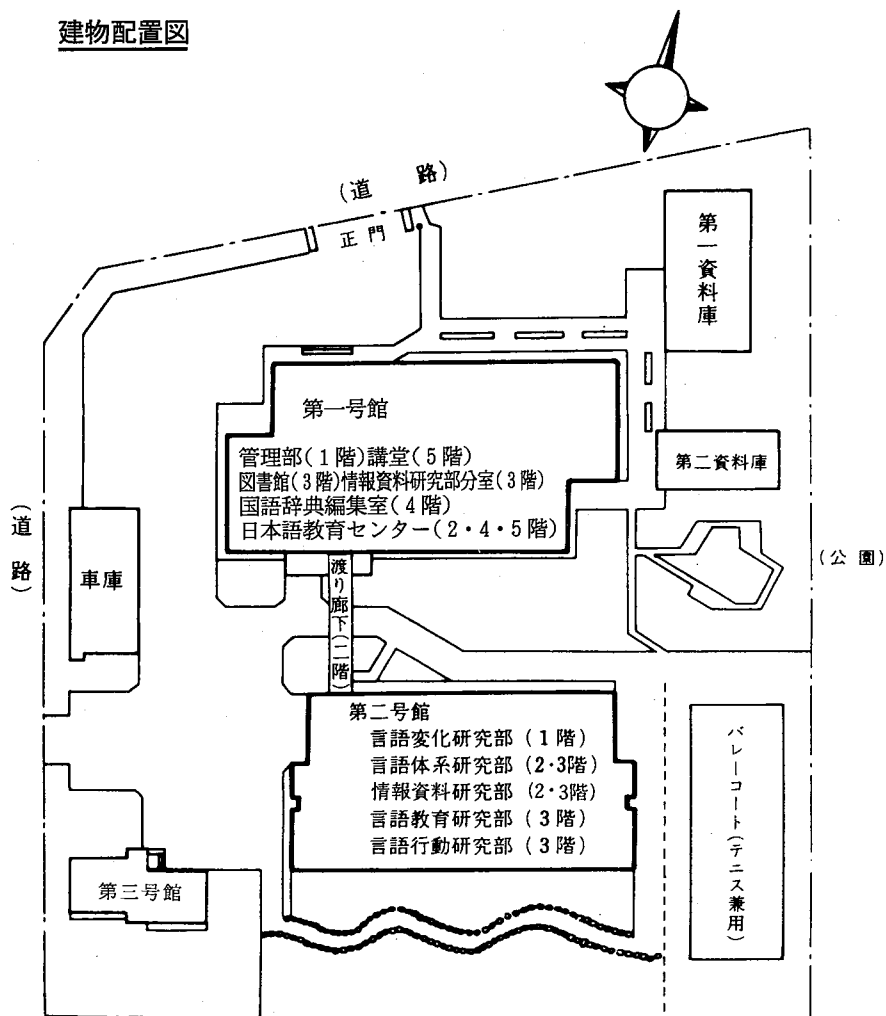 建物配置図
(道路)
正門
第一資料庫
第一号館
管理部(1階)講堂(5階)
図書館(3階)情報資料研究部分室(3階)
国語辞典編集室(4階)
日本語教育センター(2・4・5階)
第二資料庫
(道路)
車庫
渡り廊下(二階)
(公園)
第二号館
言語変化研究部(1階)
言語体系研究部(2・3階)
情報資料研究部(2・3階)
言語教育研究部(3階)
言語行動研究部(3階)
バレーコート(テニス兼用)
第三号館